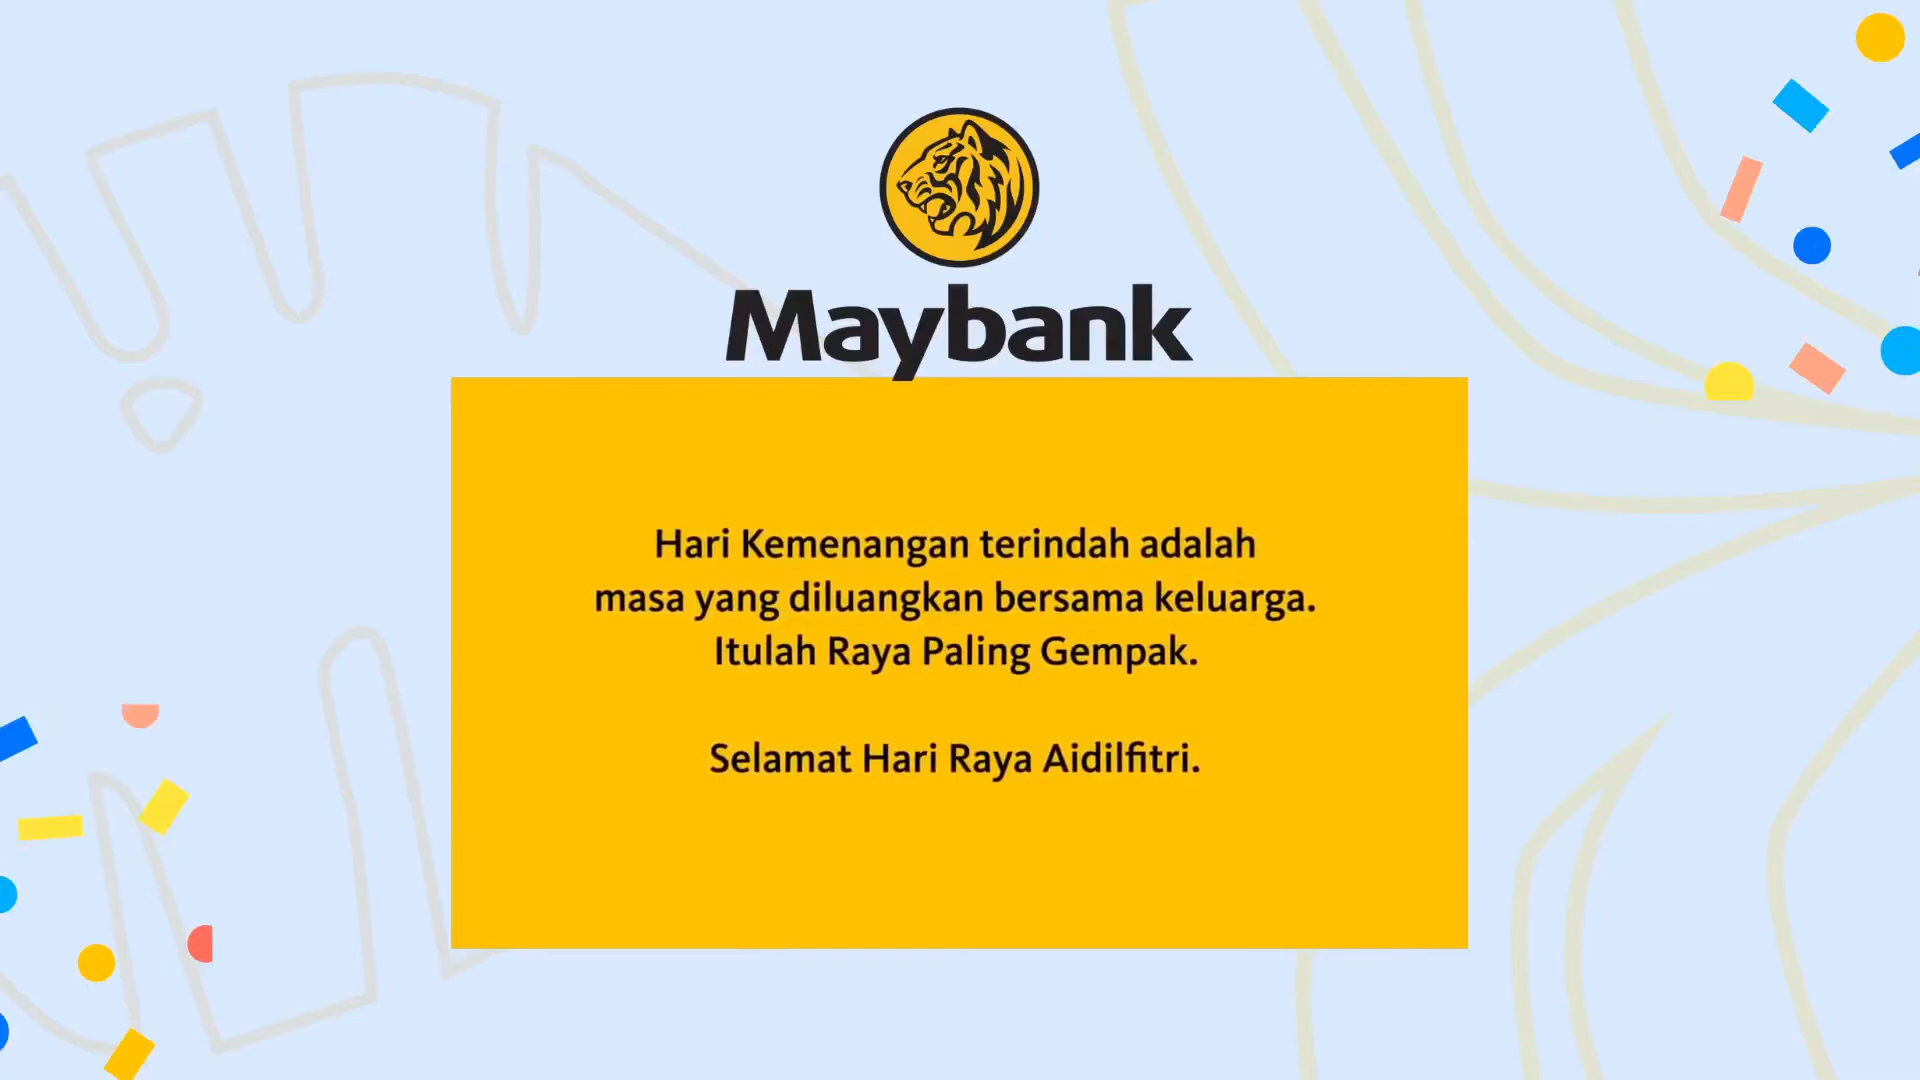 Maybank
Hari Kemenangan terindah adalah
masa yang diluangkan bersama keluarga.
Itulah Raya Paling Gempak.
Selamat Hari Raya Aidilfitri.